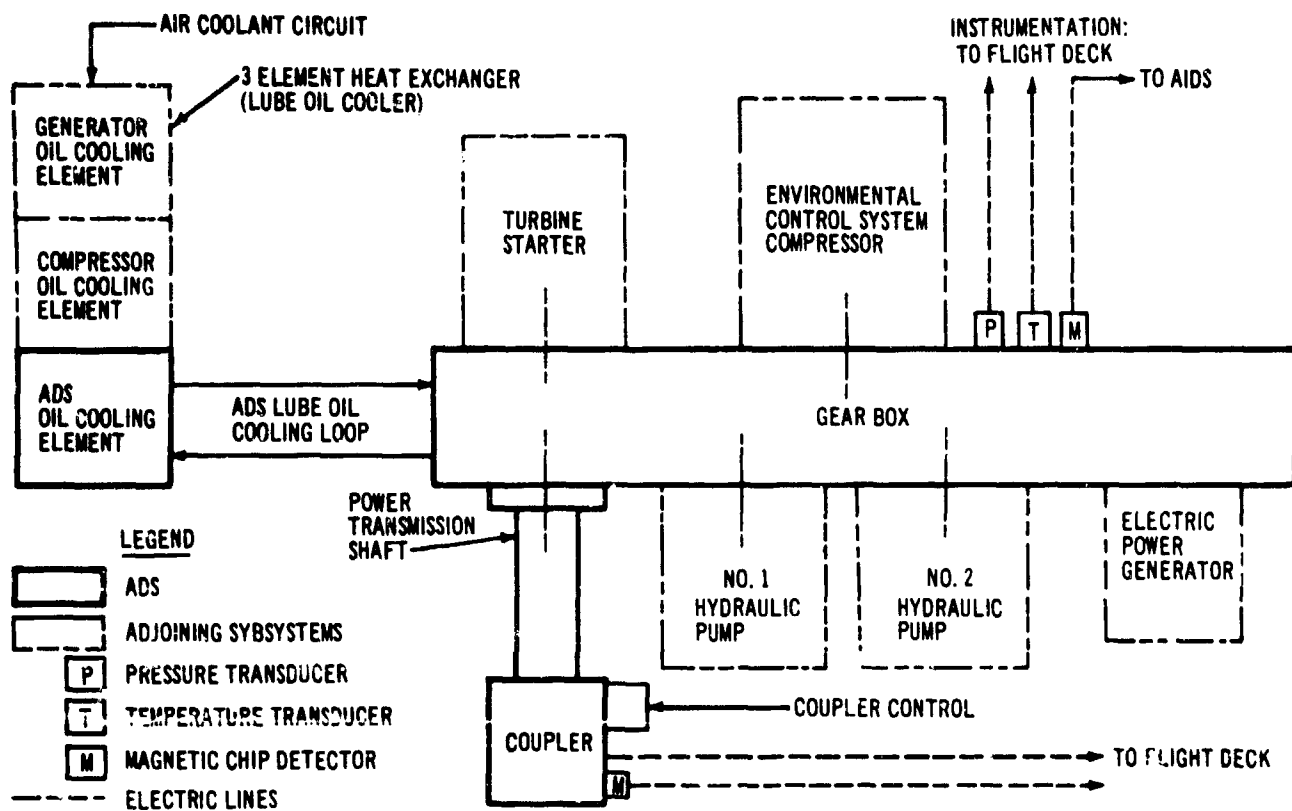 AIR COOLANT CIRCUIT
3 ELEMENT HEAT EXCHANGER
(LUBE OIL COOLER)
GENERATOR
OIL COOLING
ELEMENT
COMPRESSOR
OIL COOLING
ELEMENT
ADS
OIL COOLING
ELEMENT
ADS LUBE OIL
COOLING LOOP
TURBINE
STARTER
ENVIRONMENTAL
CONTROL SYSTEM
COMPRESSOR
INSTRUMENTATION:
TO FLIGHT DECK
TO AIDS
P
T
M
GEAR BOX
POWER
TRANSMISSION
SHAFT
NO. 1
HYDRAULIC
PUMP
NO. 2
HYDRAULIC
PUMP
ELECTRIC
POWER
GENERATOR
COUPLER
COUPLER CONTROL
M
TO FLIGHT DECK
LEGEND
ADS
ADJOINING SYBSYSTEMS
P PRESSURE TRANSDUCER
T TEMPERATURE TRANSDUCER
M MAGNETIC CHIP DETECTOR
ELECTRIC LINES